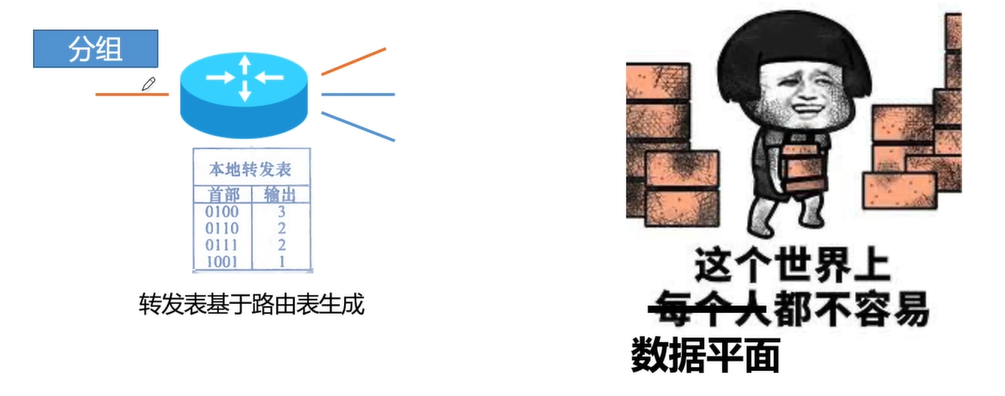 分组
本地转发表
首部 输出
0100 3
0110 2
0111 2
1001 1
转发表基于路由表生成
这个世界上
每个人都不容易
数据平面